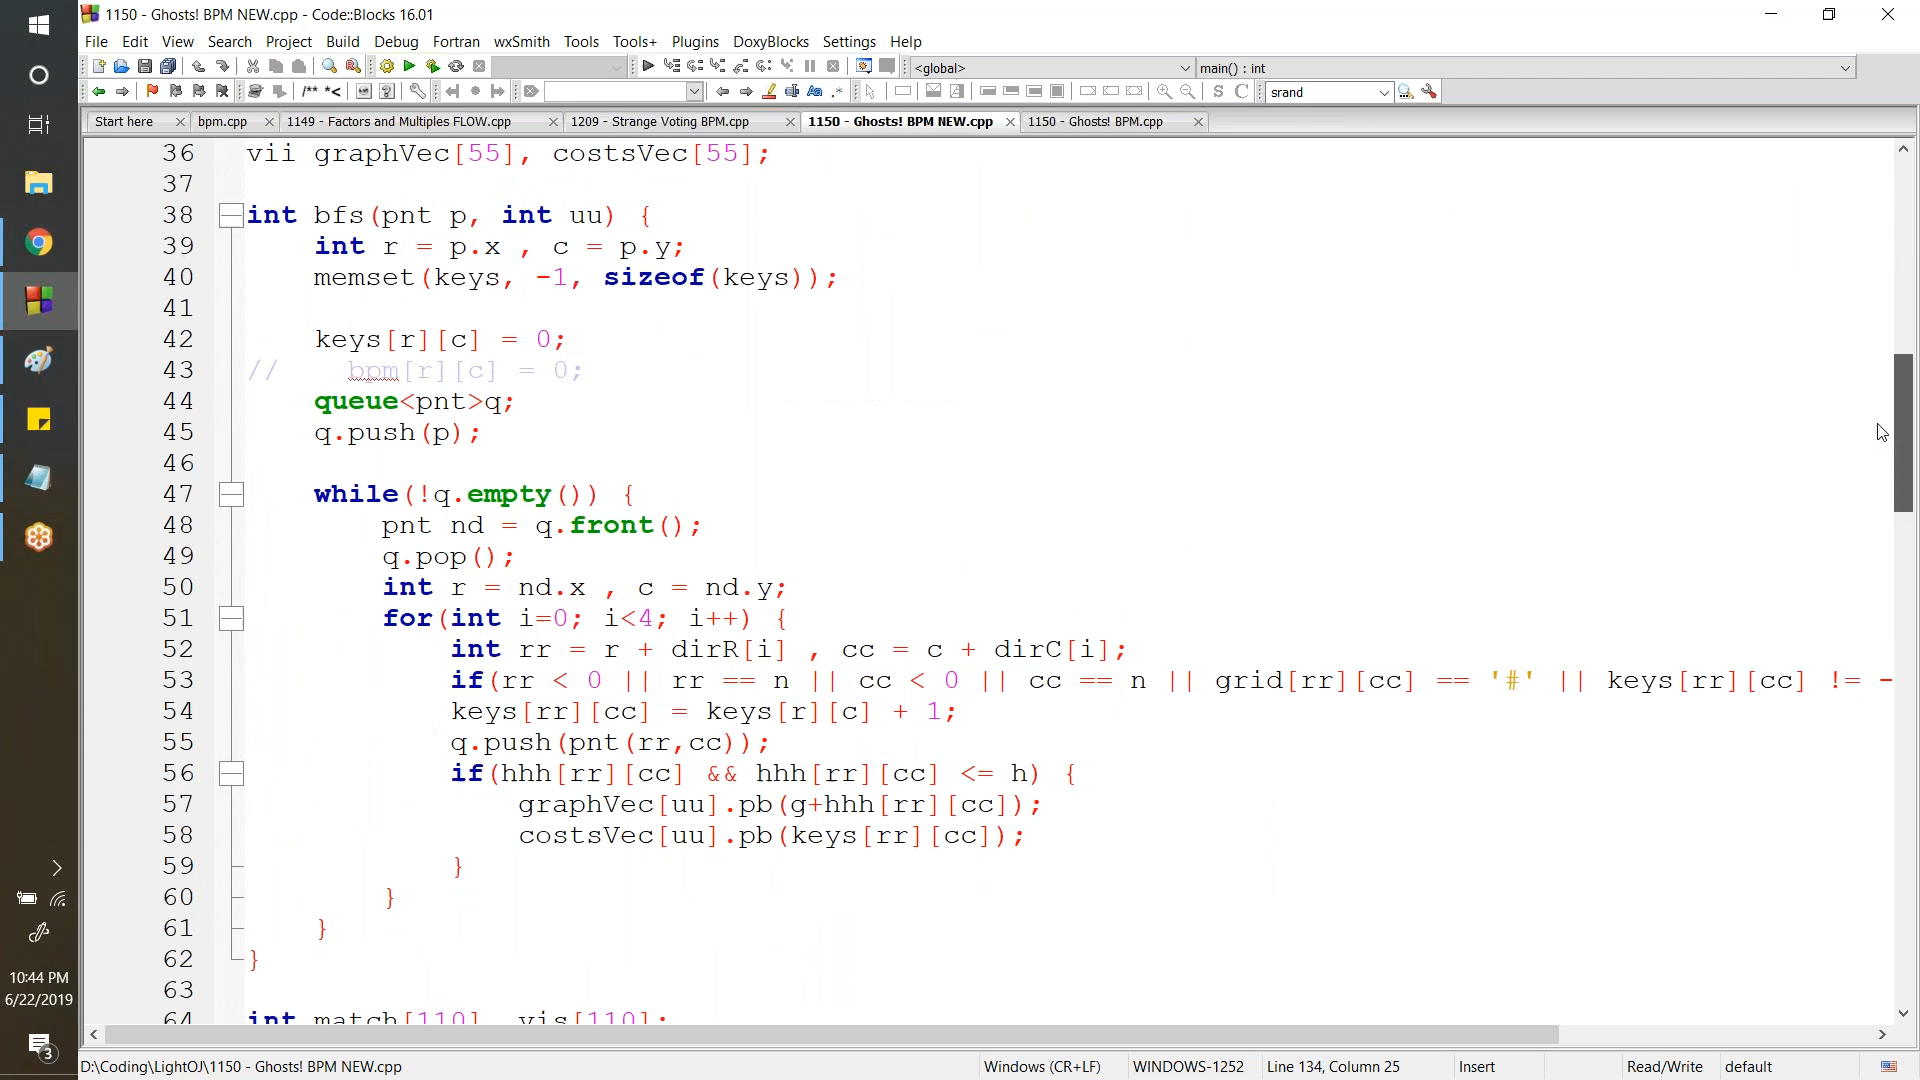 1150 - Ghosts! BPM NEW.cpp - Code::Blocks 16.01
File Edit View Search Project Build Debug Fortran wxSmith Tools Tools+ Plugins DoxyBlocks Settings Help
<global> main() : int
/** *< Aa .* S C srand
Start here bpm.cpp 1149 - Factors and Multiples FLOW.cpp 1209 - Strange Voting BPM.cpp 1150 - Ghosts! BPM NEW.cpp 1150 - Ghosts! BPM.cpp
36 vii graphVec[55], costsVec[55];
37
38 int bfs(pnt p, int uu) {
39 int r = p.x , c = p.y;
40 memset(keys, -1, sizeof(keys));
41
42 keys[r][c] = 0;
43 // bpm[r][c] = 0;
44 queue<pnt>q;
45 q.push(p);
46
47 while(!q.empty()) {
48 pnt nd = q.front();
49 q.pop();
50 int r = nd.x , c = nd.y;
51 for(int i=0; i<4; i++) {
52 int rr = r + dirR[i] , cc = c + dirC[i];
53 if(rr < 0 || rr == n || cc < 0 || cc == n || grid[rr][cc] == '#' || keys[rr][cc] != -
54 keys[rr][cc] = keys[r][c] + 1;
55 q.push(pnt(rr,cc));
56 if(hhh[rr][cc] && hhh[rr][cc] <= h) {
57 graphVec[uu].pb(g+hhh[rr][cc]);
58 costsVec[uu].pb(keys[rr][cc]);
59 }
60 }
61 }
62 }
63
64 int match[110], vis[110];
10:44 PM
6/22/2019
3
D:\Coding\LightOJ\1150 - Ghosts! BPM NEW.cpp Windows (CR+LF) WINDOWS-1252 Line 134, Column 25 Insert Read/Write default